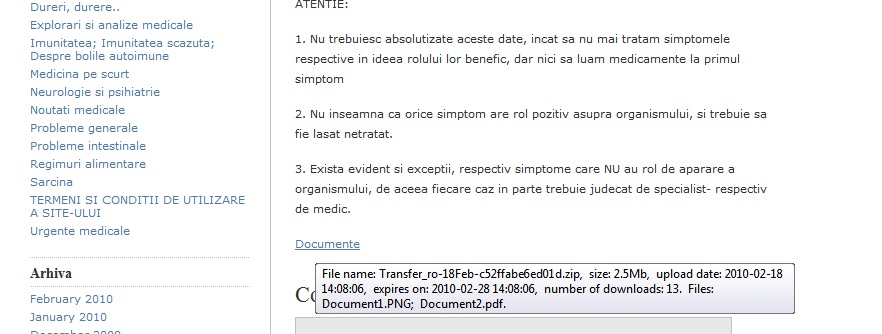 Dureri, durere..
Explorari si analize medicale
Imunitatea; Imunitatea scazuta;
Despre bolile autoimune
Medicina pe scurt
Neurologie si psihiatrie
Noutati medicale
Probleme generale
Probleme intestinale
Regimuri alimentare
Sarcina
TERMENI SI CONDITII DE UTILIZARE
A SITE-ULUI
Urgente medicale
Arhiva
February 2010
January 2010
December 2009
ATENTIE:
1. Nu trebuiesc absolutizate aceste date, incat sa nu mai tratam simptomele
respective in ideea rolului lor benefic, dar nici sa luam medicamente la primul
simptom
2. Nu inseamna ca orice simptom are rol pozitiv asupra organismului, si trebuie sa
fie lasat netratat.
3. Exista evident si exceptii, respectiv simptome care NU au rol de aparare a
organismului, de aceea fiecare caz in parte trebuie judecat de specialist- respectiv
de medic.
Documente
File name: Transfer_ro-18Feb-c52ffabe6ed01d.zip, size: 2.5Mb, upload date: 2010-02-18
14:08:06, expires on: 2010-02-28 14:08:06, number of downloads: 13. Files:
Document1.PNG; Document2.pdf.